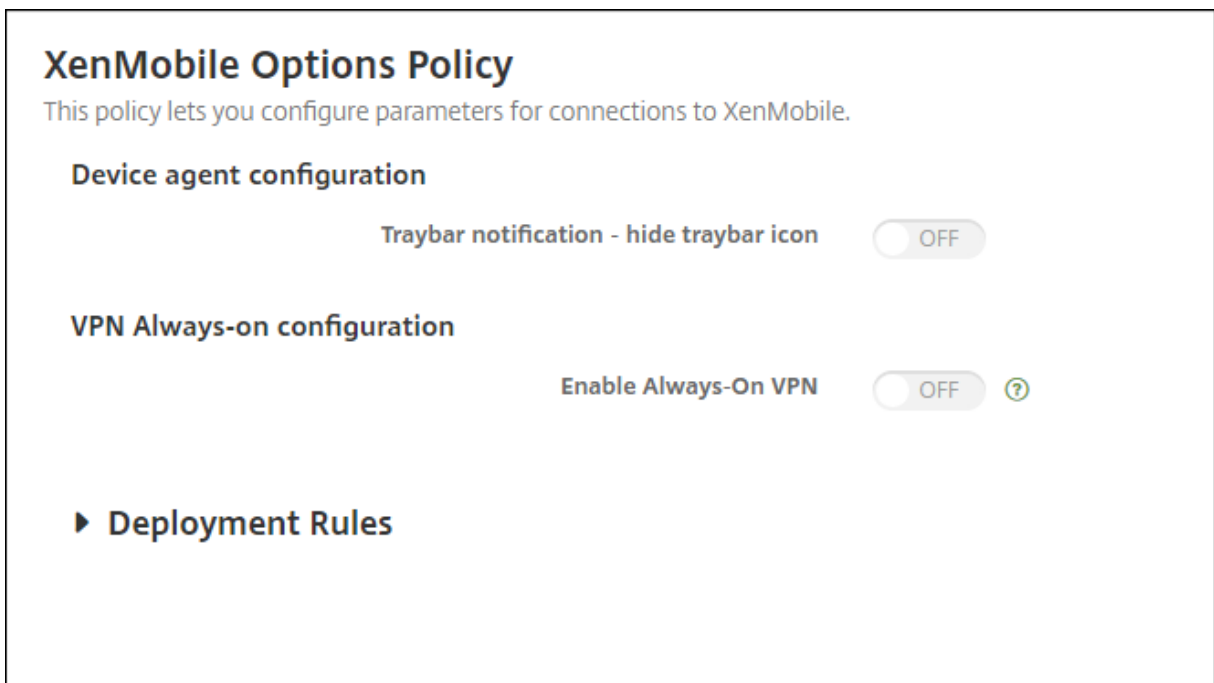 XenMobile Options Policy
This policy lets you configure parameters for connections to XenMobile.
Device agent configuration
Traybar notification - hide traybar icon OFF
VPN Always-on configuration
Enable Always-On VPN OFF ?
Deployment Rules